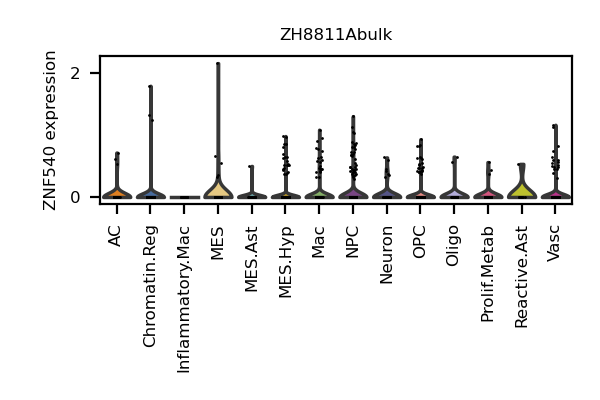 ZH8811Abulk
ZNF540 expression
2
0
AC
Chromatin.Reg
Inflammatory.Mac
MES
MES.Ast
MES.Hyp
Mac
NPC
Neuron
OPC
Oligo
Prolif.Metab
Reactive.Ast
Vasc